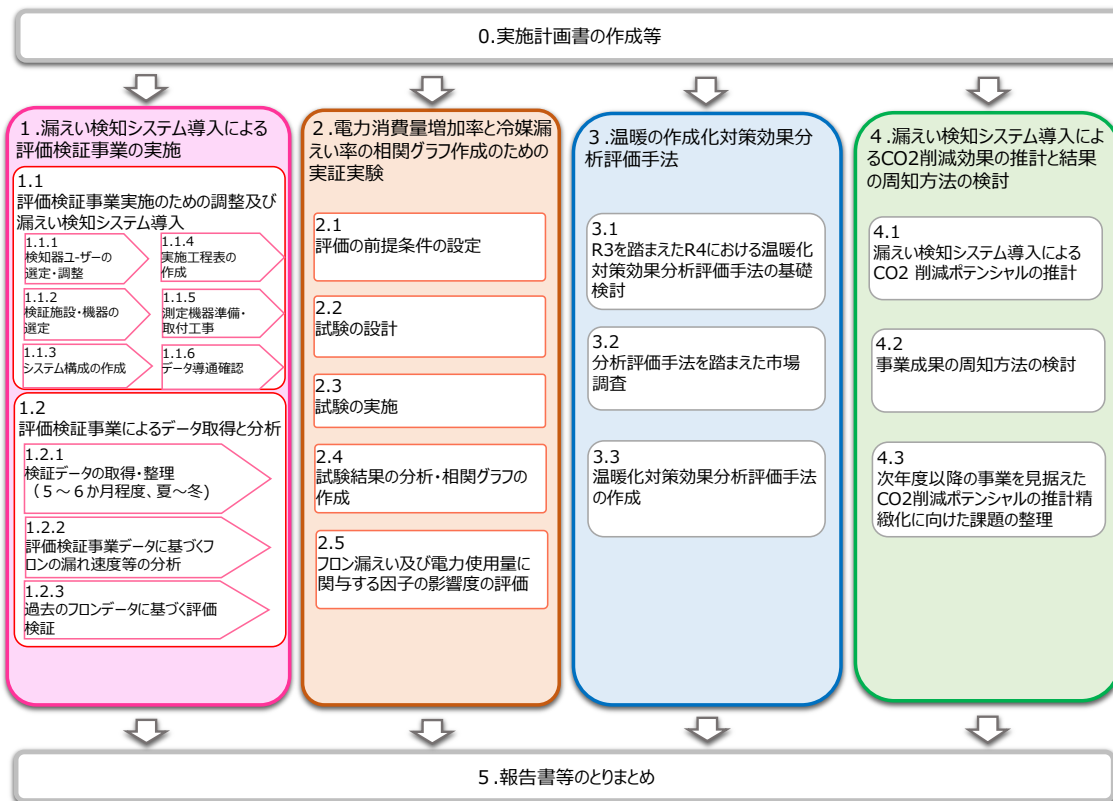 0.実施計画書の作成等
1.漏えい検知システム導入による
評価検証事業の実施
1.1
評価検証事業実施のための調整及び
漏えい検知システム導入
1.1.1
検知器ユーザーの
選定・調整
1.1.4
実施工程表の
作成
1.1.2
検証施設・機器の
選定
1.1.5
測定機器準備・
取付工事
1.1.3
システム構成の作成
1.1.6
データ導通確認
1.2
評価検証事業によるデータ取得と分析
1.2.1
検証データの取得・整理
（５～６か月程度、夏～冬）
1.2.2
評価検証事業データに基づくフ
ロンの漏れ速度等の分析
1.2.3
過去のフロンデータに基づく評価
検証
2.電力消費量増加率と冷媒漏
えい率の相関グラフ作成のための
実証実験
2.1
評価の前提条件の設定
2.2
試験の設計
2.3
試験の実施
2.4
試験結果の分析・相関グラフの
作成
2.5
フロン漏えい及び電力使用量に
関与する因子の影響度の評価
3.温暖の作成化対策効果分
析評価手法
3.1
R3を踏まえたR4における温暖化
対策効果分析評価手法の基礎
検討
3.2
分析評価手法を踏まえた市場
調査
3.3
温暖化対策効果分析評価手法
の作成
4.漏えい検知システム導入によ
るCO2削減効果の推計と結果
の周知方法の検討
4.1
漏えい検知システム導入による
CO2 削減ポテンシャルの推計
4.2
事業成果の周知方法の検討
4.3
次年度以降の事業を見据えた
CO2削減ポテンシャルの推計精
緻化に向けた課題の整理
5.報告書等のとりまとめ